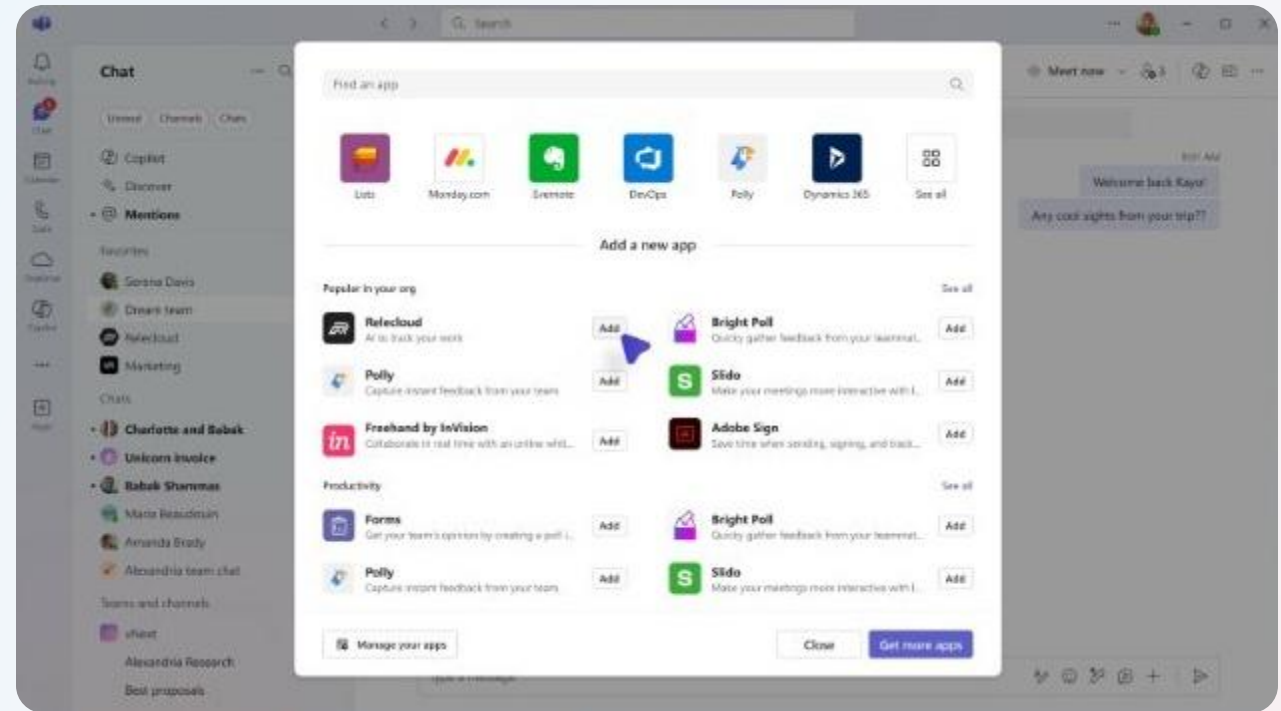 Search
Chat
Meet now
3
Unread
Channels
Chats
Copilot
Discover
Mentions
Favorites
Serena Davis
Dream team
Relecloud
Marketing
Chats
Charlotte and Babak
Unicorn invoice
Babak Shammas
Maria Beaudouin
Amanda Brady
Alexandria team chat
Teams and channels
vNext
Alexandria Research
Best proposals
Chat
Calendar
Find an app
Lists
Monday.com
Evernote
DevOps
Polly
Dynamics 365
See all
Add a new app
Popular in your org
See all
Relecloud
AI to track your work
Add
Bright Poll
Quickly gather feedback from your teammat...
Add
Polly
Capture instant feedback from your team
Add
Slido
Make your meetings more interactive with l...
Add
Freehand by InVision
Collaborate in real time with an online whit...
Add
Adobe Sign
Save time when sending, signing, and track...
Add
Productivity
See all
Forms
Get your team's opinion by creating a poll i...
Add
Bright Poll
Quickly gather feedback from your teammat...
Add
Polly
Capture instant feedback from your team
Add
Slido
Make your meetings more interactive with l...
Add
Manage your apps
Close
Get more apps
Welcome back Kayo!
Any cool sights from your trip??
Type a message